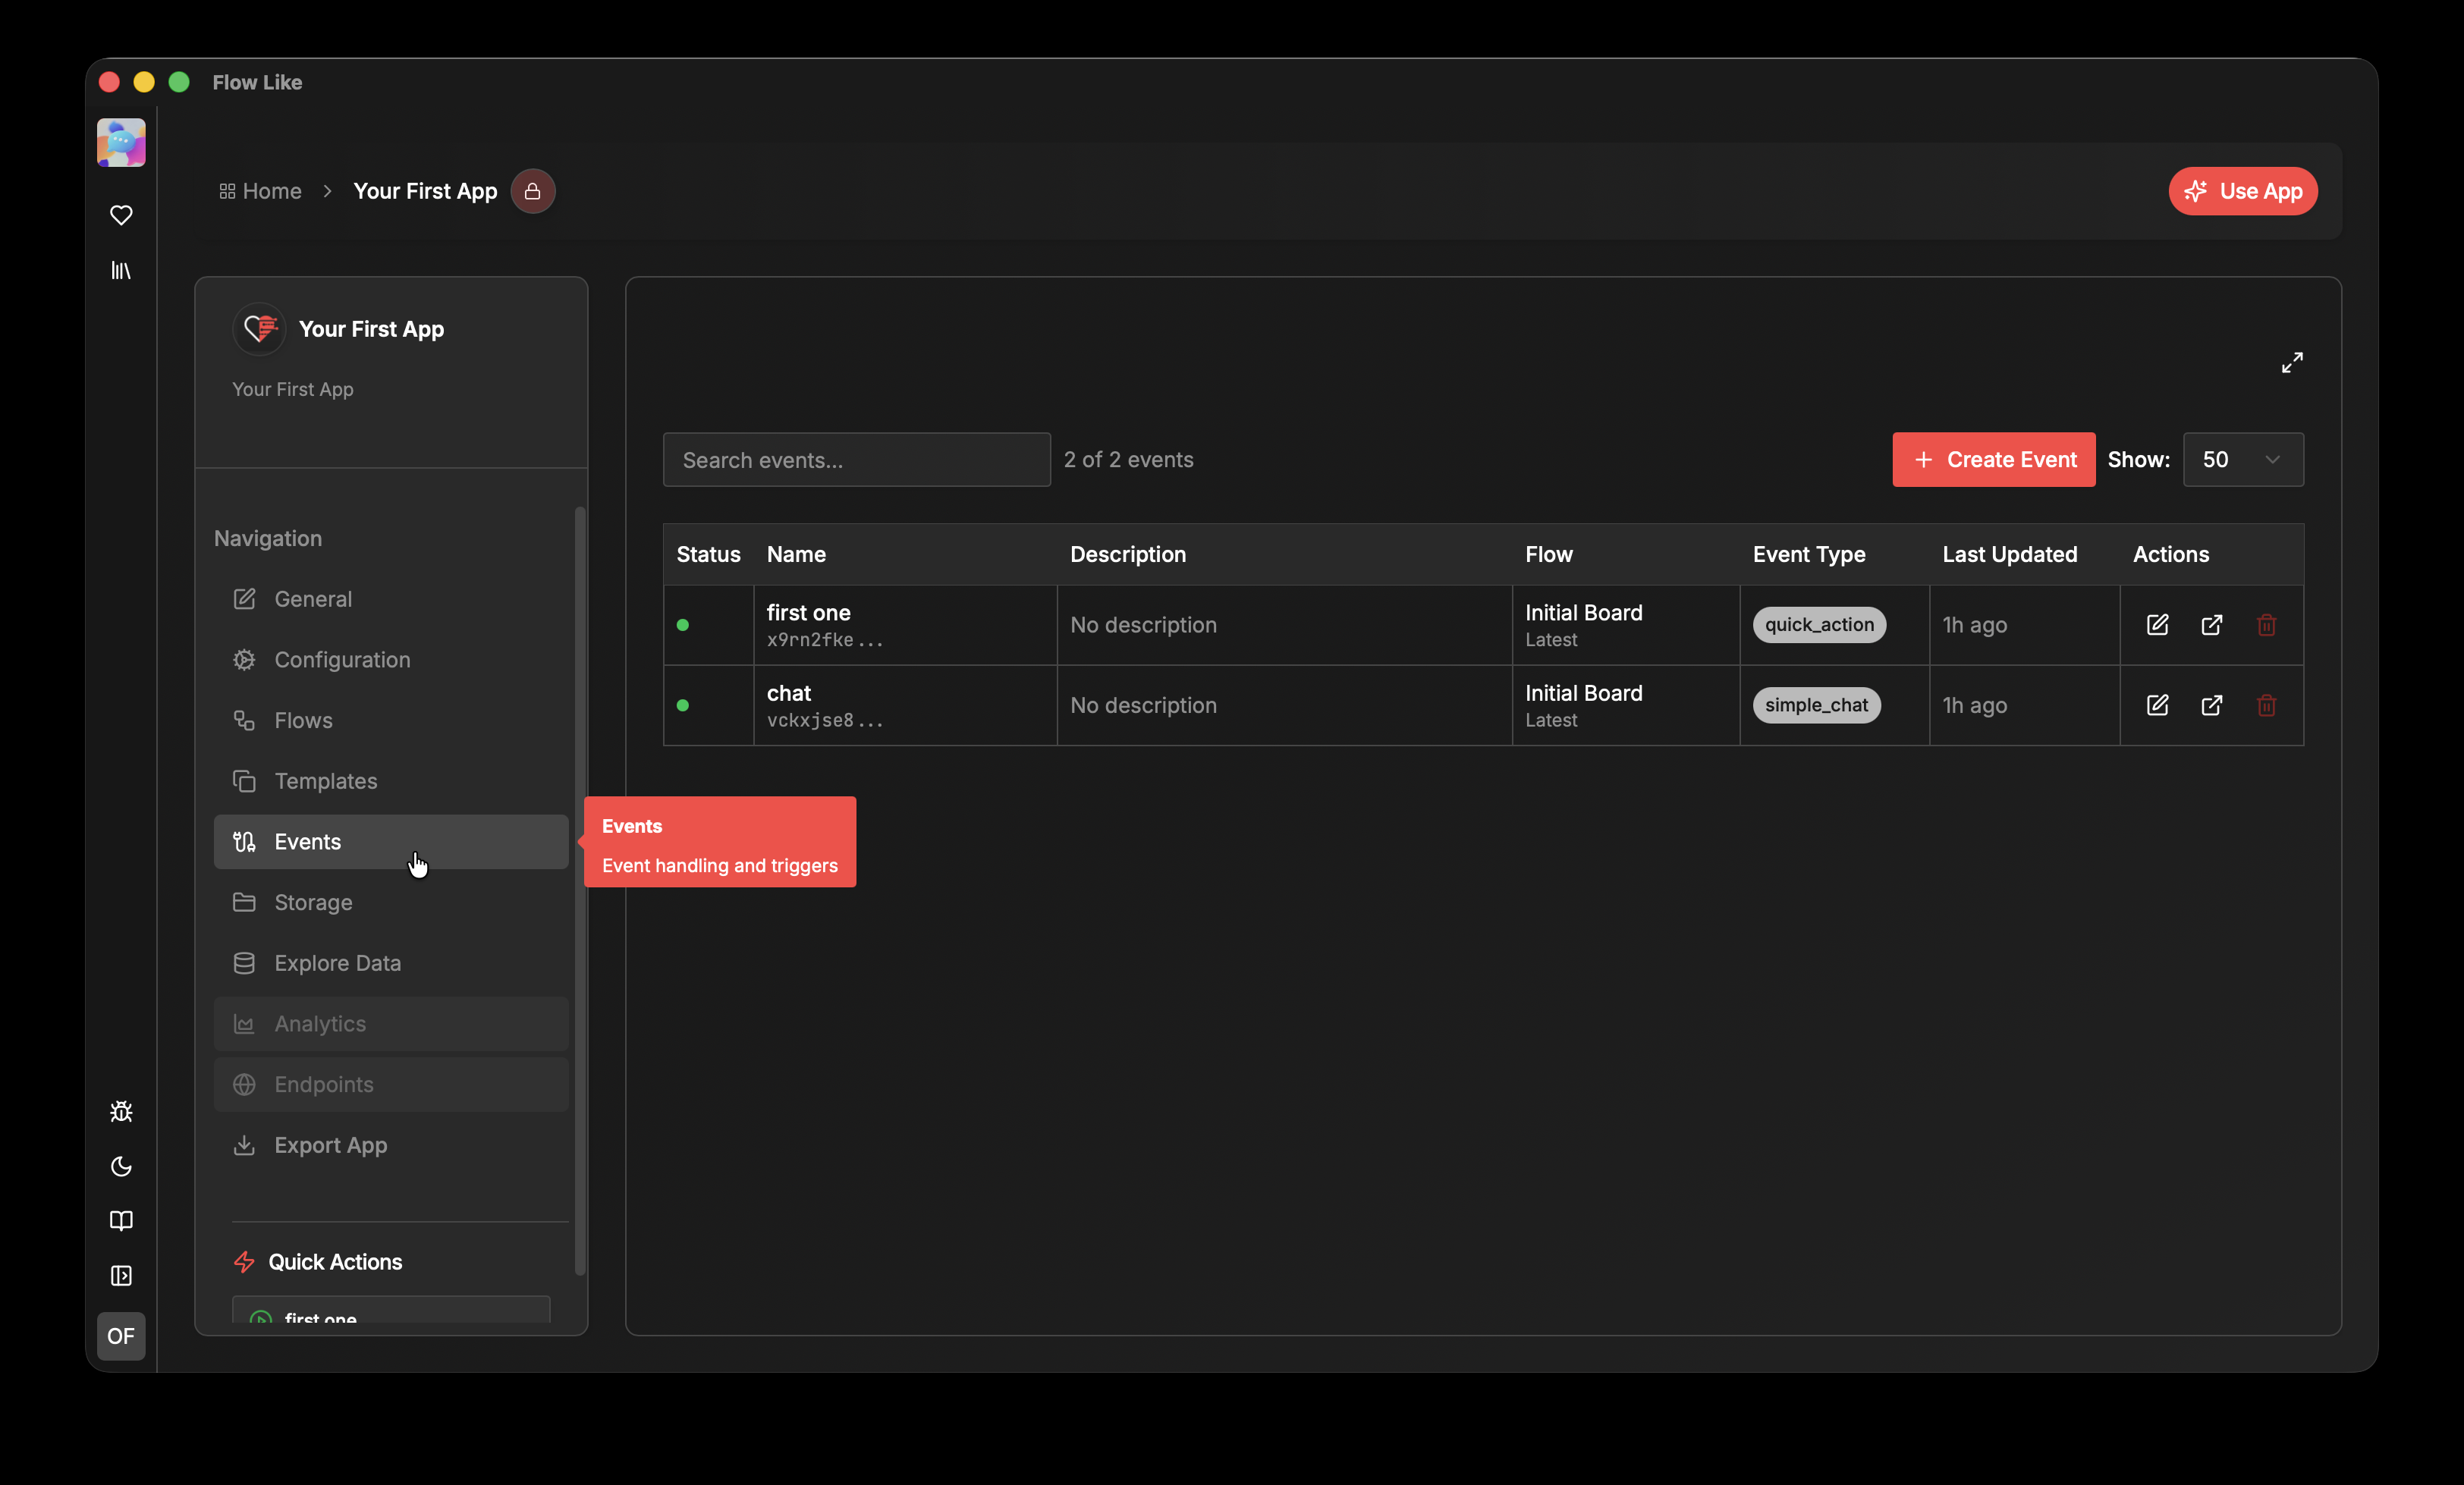 Flow Like
Home
Your First App
Use App
Your First App
Your First App
Navigation
General
Configuration
Flows
Templates
Events
Storage
Explore Data
Analytics
Endpoints
Export App
Quick Actions
first one
OF
Events
Event handling and triggers
Search events...
2 of 2 events
+ Create Event
Show:
50
Status Name Description Flow Event Type Last Updated Actions
first one
x9rn2fke...
No description
Initial Board
Latest
quick_action
1h ago
chat
vckxjse8...
No description
Initial Board
Latest
simple_chat
1h ago